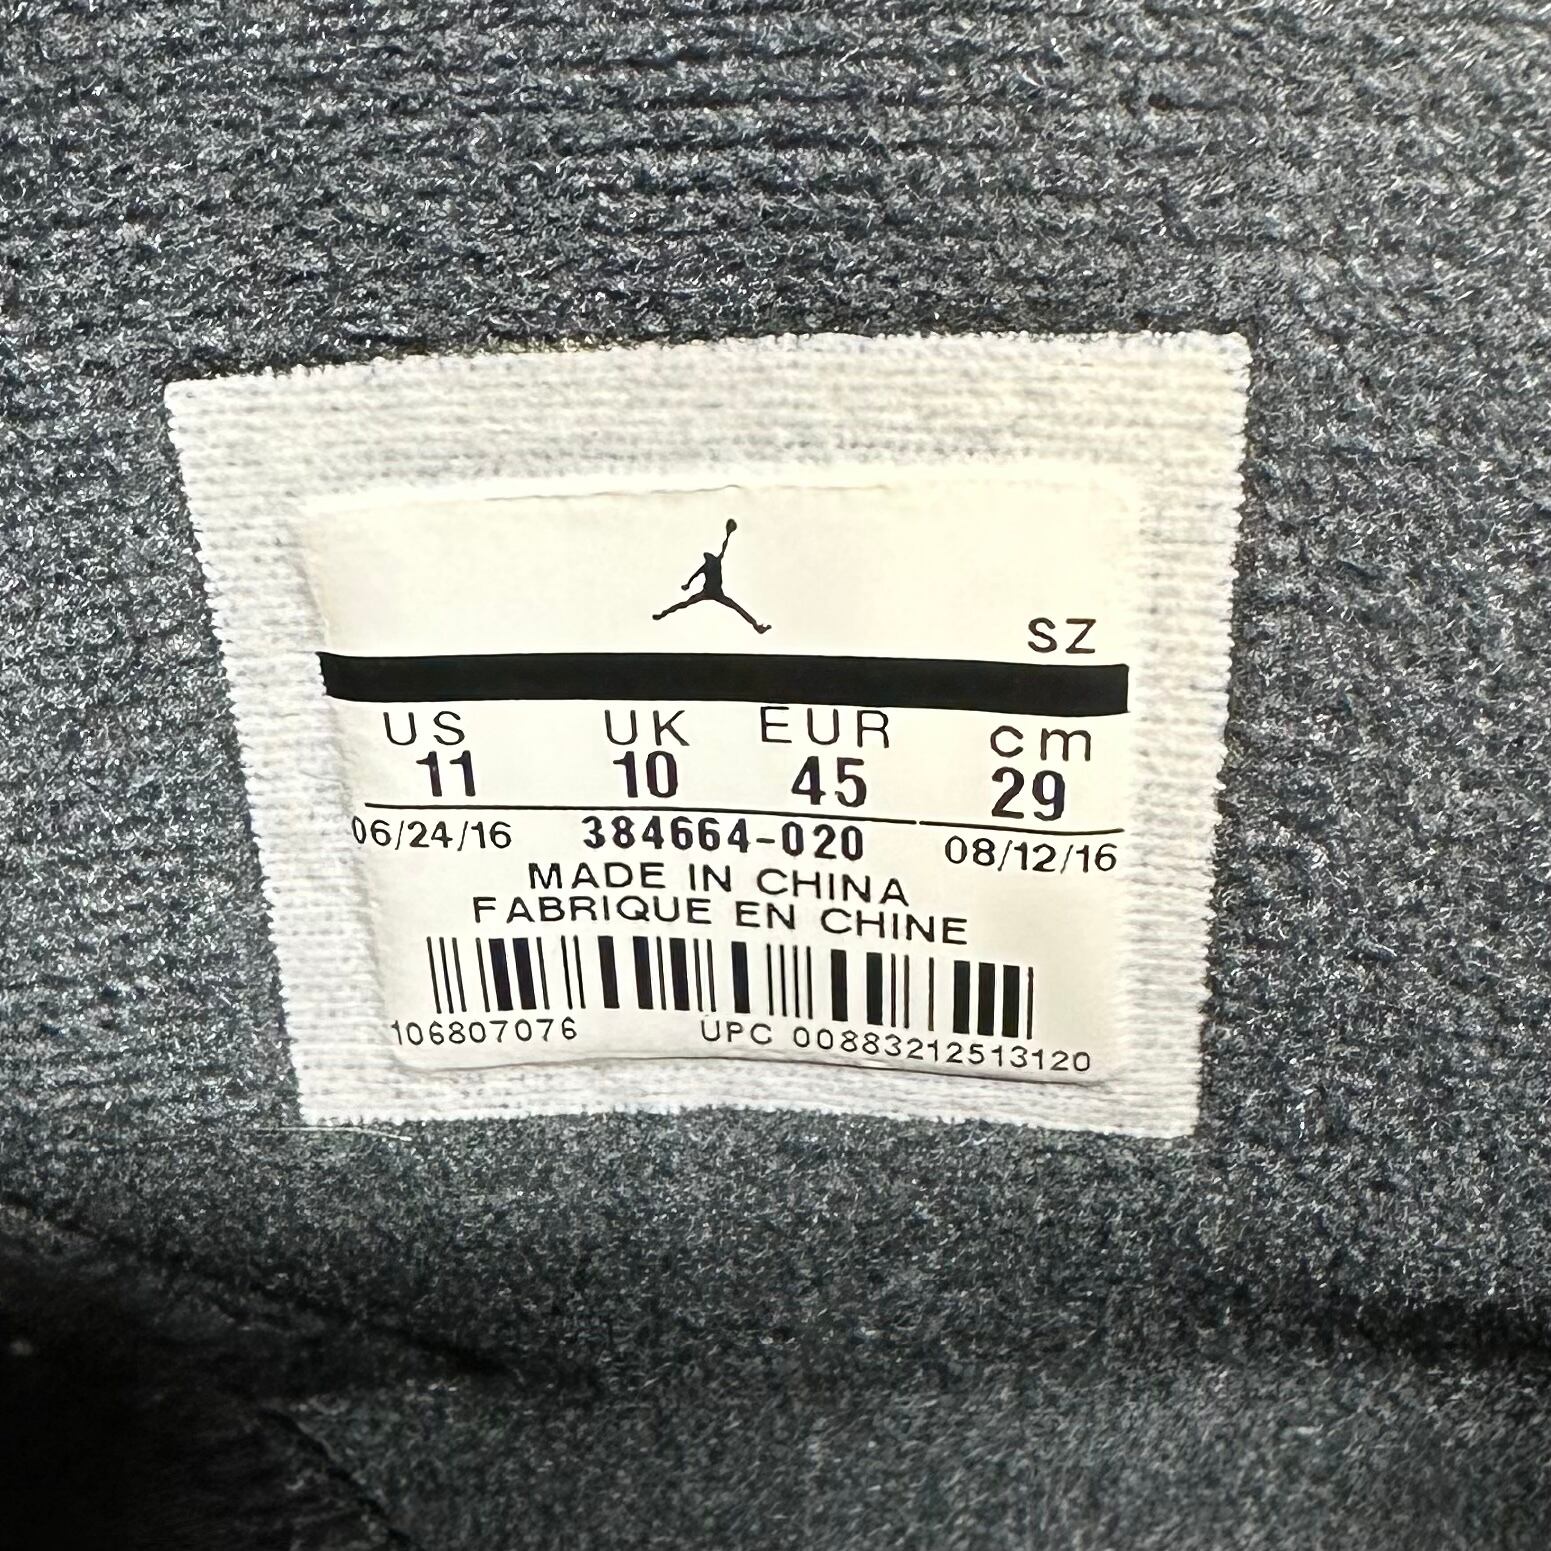 SZ
US UK EUR cm
11 10 45 29
06/24/16 384664-020 08/12/16
MADE IN CHINA
FABRIQUE EN CHINE
106807076 UPC 00883212513120